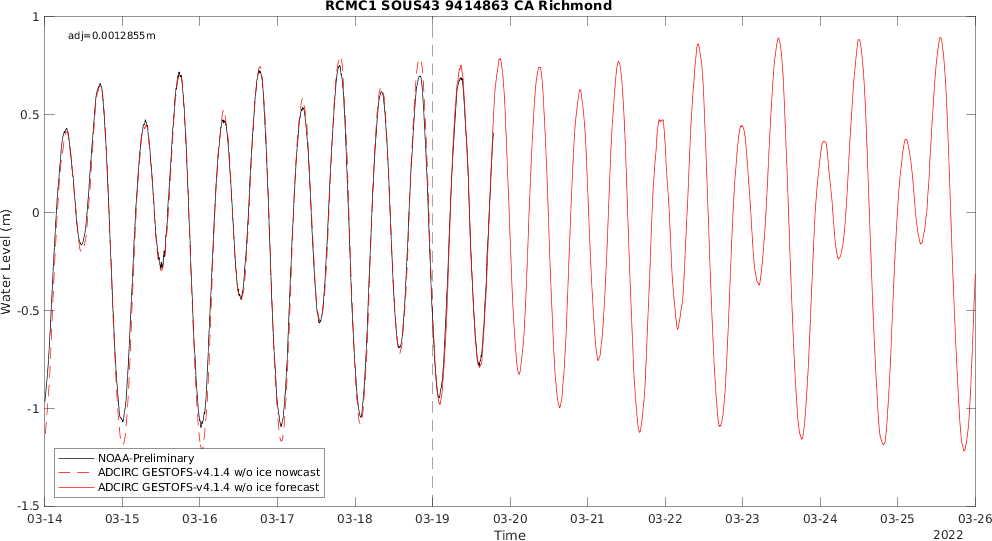 RCMC1 SOUS43 9414863 CA Richmond
adj=0.0012855m
1
0.5
0
-0.5
-1
-1.5
Water Level (m)
NOAA-Preliminary
ADCIRC GESTOFS-v4.1.4 w/o ice nowcast
ADCIRC GESTOFS-v4.1.4 w/o ice forecast
03-14 03-15 03-16 03-17 03-18 03-19 03-20 03-21 03-22 03-23 03-24 03-25 03-26
Time
2022